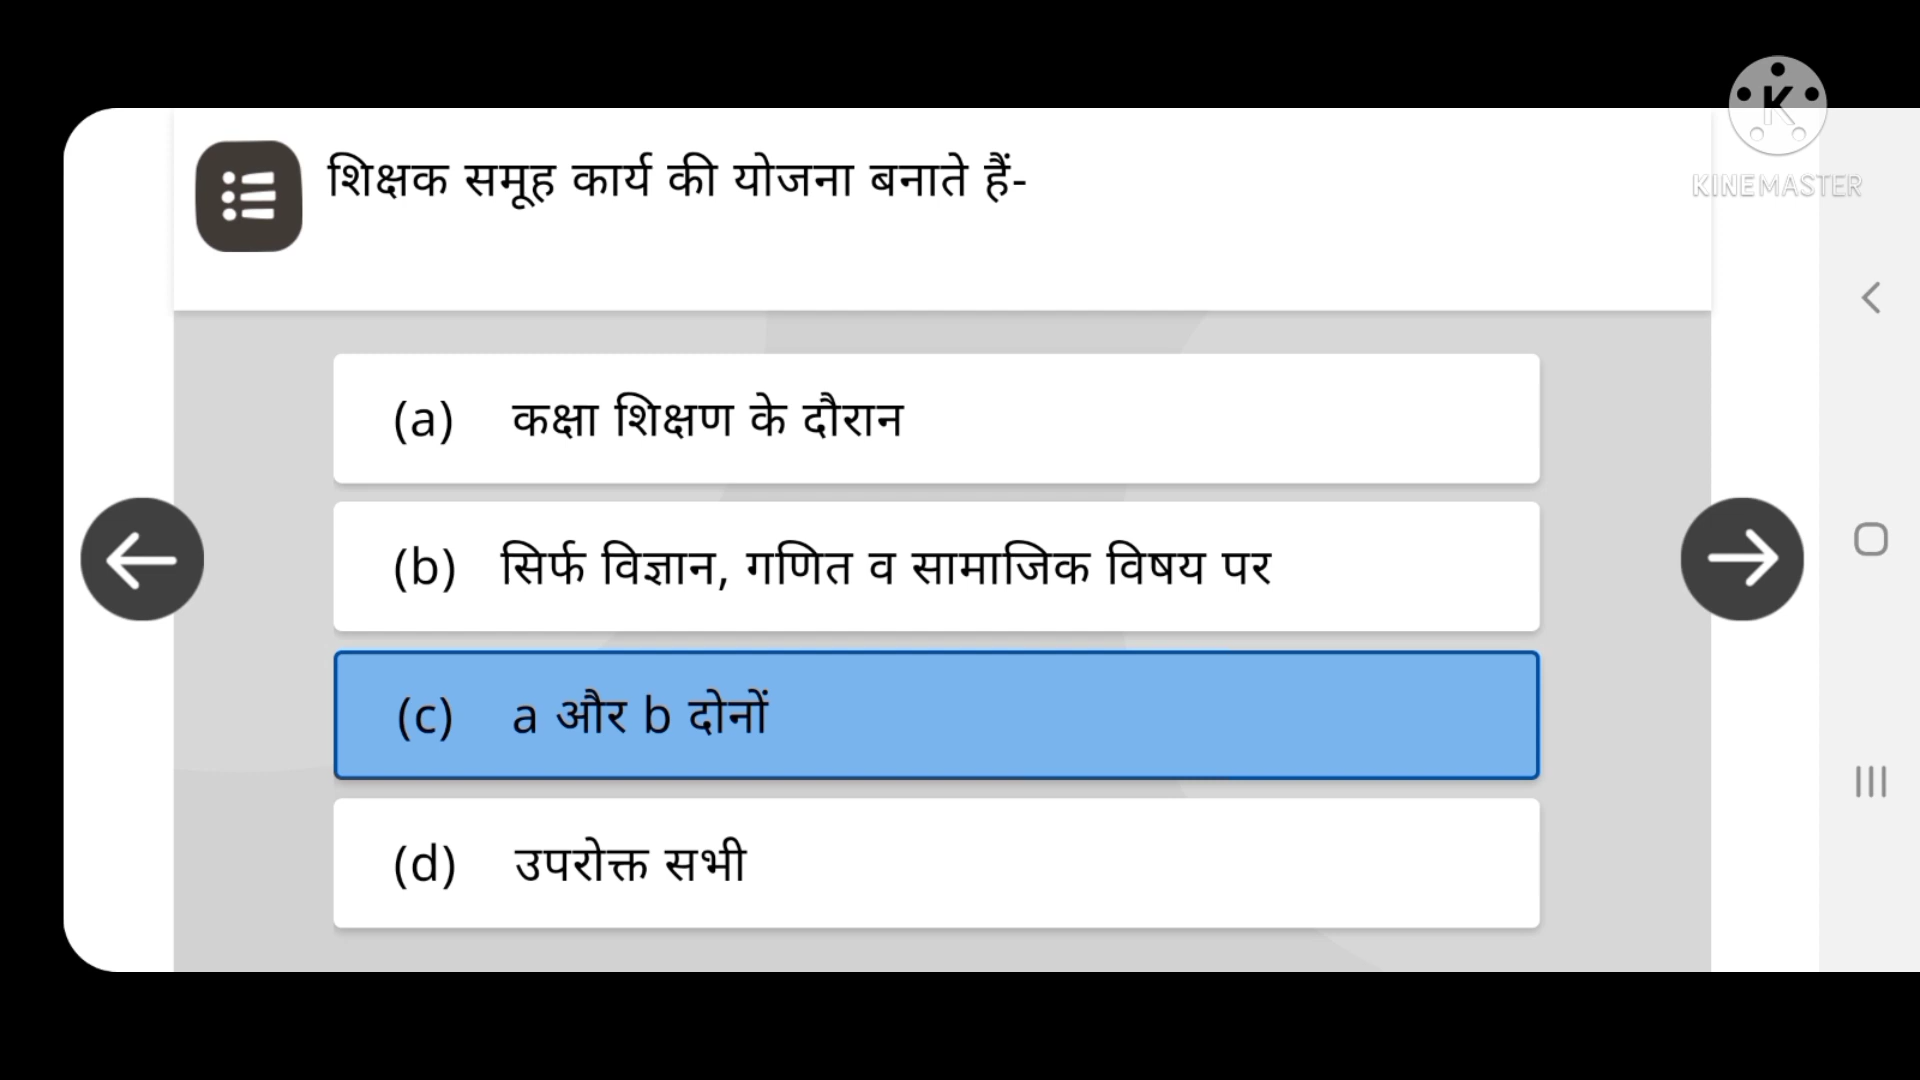 शिक्षक समूह कार्य की योजना बनाते हैं-
K
KINEMASTER
(a) कक्षा शिक्षण के दौरान
(b) सिर्फ विज्ञान, गणित व सामाजिक विषय पर
(c) a और b दोनों
(d) उपरोक्त सभी